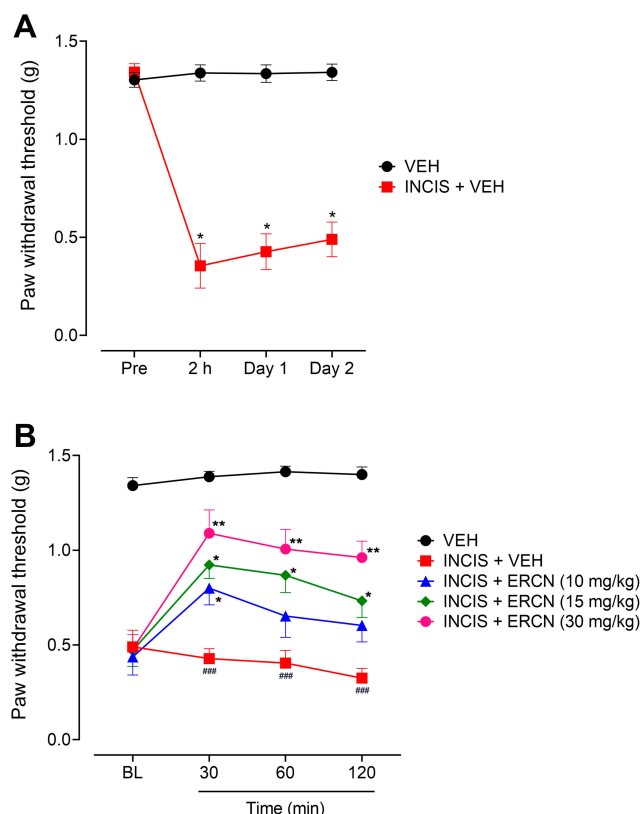 A
Paw withdrawal threshold (g)
1.5
1.0
0.5
0.0
* * *
Pre 2 h Day 1 Day 2
VEH
INCIS + VEH
B
Paw withdrawal threshold (g)
1.5
1.0
0.5
0.0
** ** **
* * *
*
### ### ###
BL 30 60 120
Time (min)
VEH
INCIS + VEH
INCIS + ERCN (10 mg/kg)
INCIS + ERCN (15 mg/kg)
INCIS + ERCN (30 mg/kg)